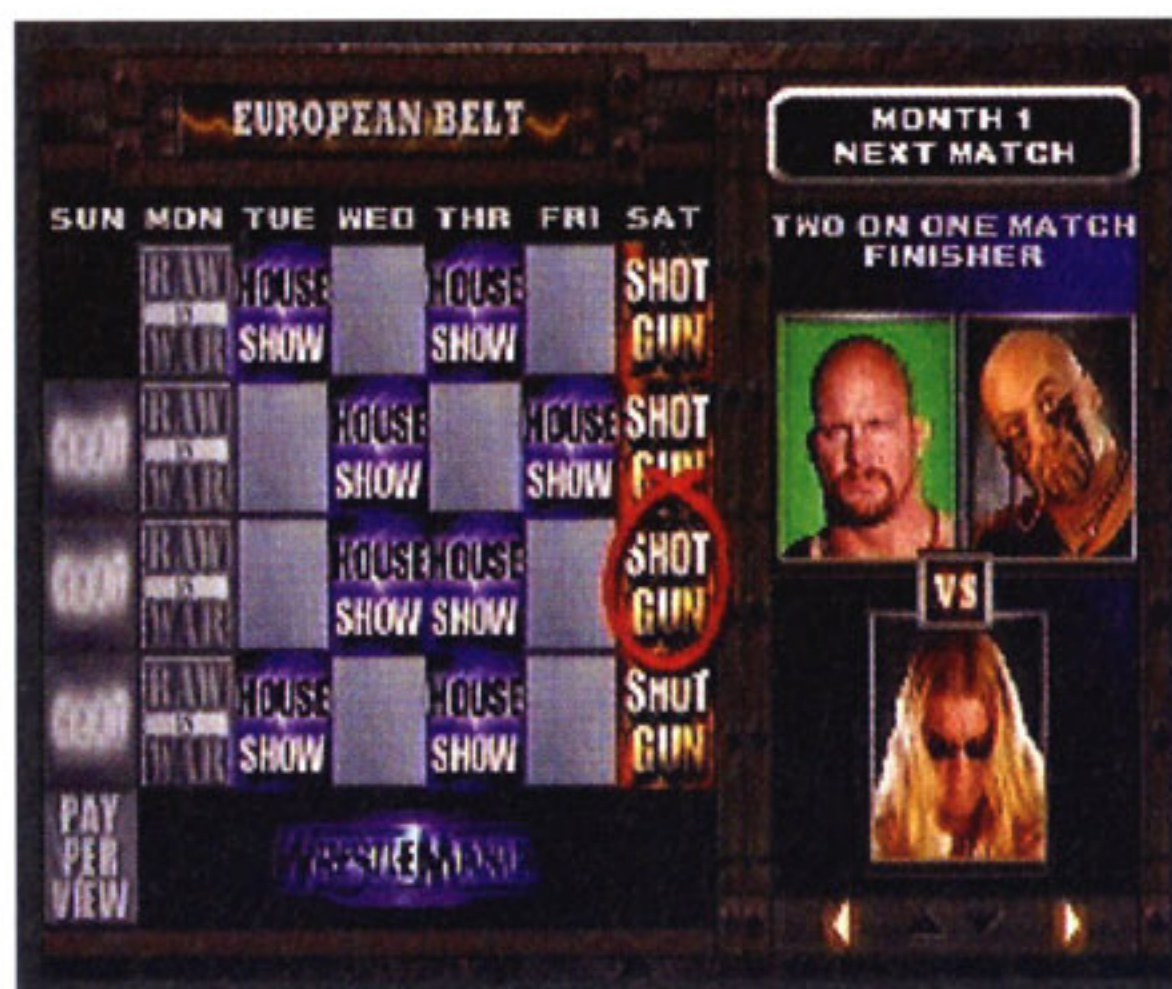 EUROPEAN BELT
MONTH 1
NEXT MATCH
SUN MON TUE WED THR FRI SAT
TWO ON ONE MATCH
FINISHER
RAW HOUSE HOUSE SHOT
IS SHOW SHOW GUN
WAR
RAW HOUSE HOUSE SHOT
IS SHOW SHOW GUN
WAR
RAW HOUSE HOUSE SHOT
IS SHOW SHOW GUN
WAR
VS
RAW HOUSE HOUSE SHOT
IS SHOW SHOW GUN
WAR
PAY
PER
VIEW
WRESTLEMANIA